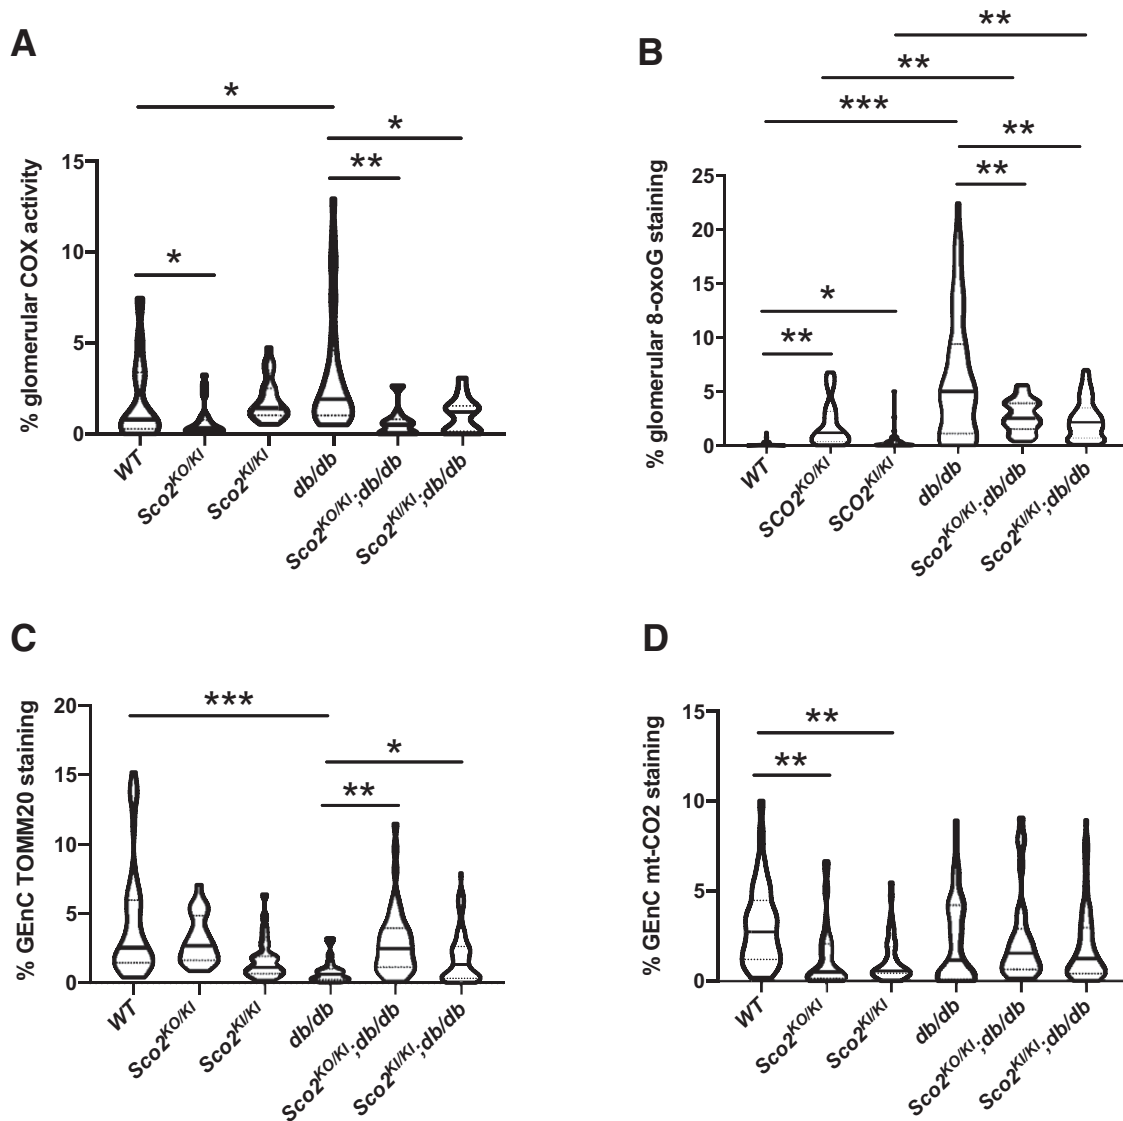 A
% glomerular COX activity
15
10
5
0
*
*
*
**
WT
Sco2KO/KI
Sco2KI/KI
db/db
Sco2KO/KI;db/db
Sco2KI/KI;db/db
B
% glomerular 8-oxoG staining
25
20
15
10
5
0
**
**
***
**
**
*
**
WT
SCO2KO/KI
SCO2KI/KI
db/db
Sco2KO/KI;db/db
Sco2KI/KI;db/db
C
% GEnC TOMM20 staining
20
15
10
5
0
***
*
**
WT
Sco2KO/KI
Sco2KI/KI
db/db
Sco2KO/KI;db/db
Sco2KI/KI;db/db
D
% GEnC mt-CO2 staining
15
10
5
0
**
**
WT
Sco2KO/KI
Sco2KI/KI
db/db
Sco2KO/KI;db/db
Sco2KI/KI;db/db